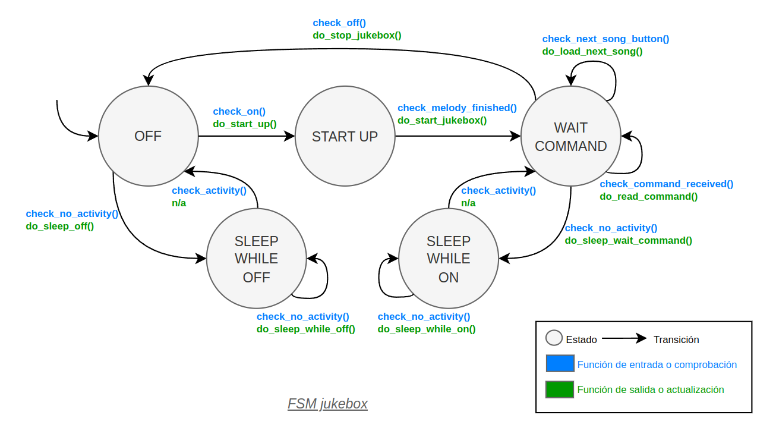 check_off()
do_stop_jukebox()
check_next_song_button()
do_load_next_song()
check_on()
do_start_up()
check_melody_finished()
do_start_jukebox()
OFF
START UP
WAIT
COMMAND
check_activity()
n/a
check_activity()
n/a
check_command_received()
do_read_command()
check_no_activity()
do_sleep_off()
check_no_activity()
do_sleep_wait_command()
SLEEP
WHILE
OFF
SLEEP
WHILE
ON
check_no_activity()
do_sleep_while_off()
check_no_activity()
do_sleep_while_on()
Estado
Transición
Función de entrada o comprobación
Función de salida o actualización
FSM jukebox